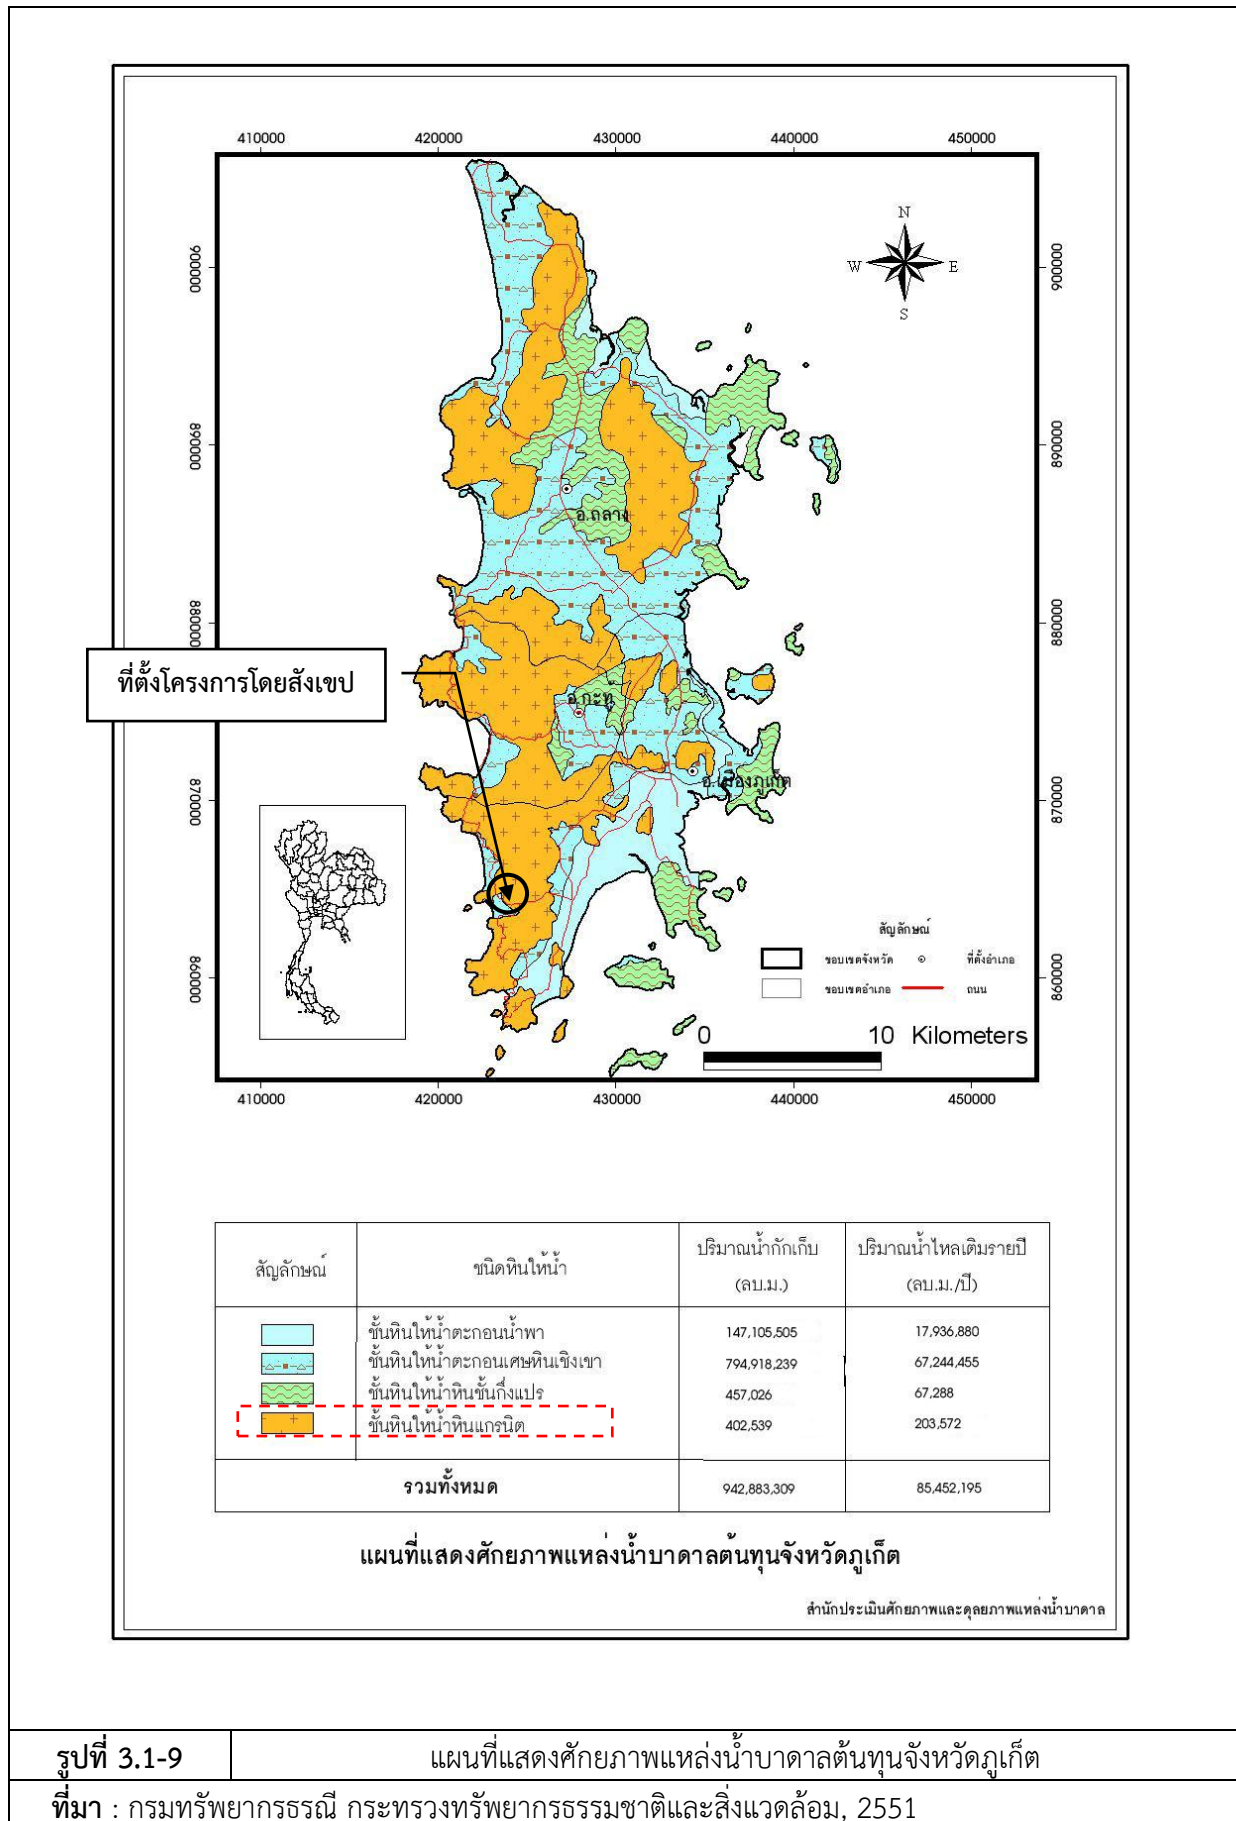 410000 420000 430000 440000 450000
N
W E
S
900000 900000
890000 890000
อ.ถลาง
880000 880000
ที่ตั้งโครงการโดยสังเขป
อ.กะทู้
อ.เมืองภูเก็ต
870000 870000
สัญลักษณ์
ขอบเขตจังหวัด ที่ตั้งอำเภอ
ขอบเขตอำเภอ ถนน
860000 860000
0 10 Kilometers
410000 420000 430000 440000 450000
สัญลักษณ์ ชนิดหินให้น้ำ ปริมาณน้ำกักเก็บ ปริมาณน้ำไหลเติมรายปี
(ลบ.ม.) (ลบ.ม./ปี)
ชั้นหินให้น้ำตะกอนน้ำพา 147,105,505 17,936,880
ชั้นหินให้น้ำตะกอนเศษหินเชิงเขา 794,918,239 67,244,455
ชั้นหินให้น้ำหินชั้นกึ่งแปร 457,026 67,288
ชั้นหินให้น้ำหินแกรนิต 402,539 203,572
รวมทั้งหมด 942,883,309 85,452,195
แผนที่แสดงศักยภาพแหล่งน้ำบาดาลต้นทุนจังหวัดภูเก็ต
สำนักประเมินศักยภาพและดุลยภาพแหล่งน้ำบาดาล
รูปที่ 3.1-9 แผนที่แสดงศักยภาพแหล่งน้ำบาดาลต้นทุนจังหวัดภูเก็ต
ที่มา : กรมทรัพยากรธรณี กระทรวงทรัพยากรธรรมชาติและสิ่งแวดล้อม, 2551